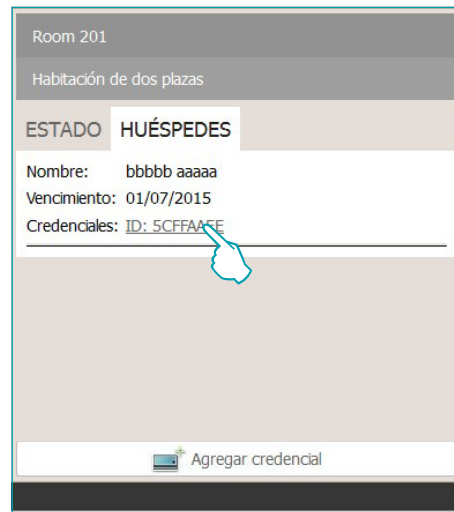 Room 201
Habitación de dos plazas
ESTADO HUÉSPEDES
Nombre: bbbbb aaaaa
Vencimiento: 01/07/2015
Credenciales: ID:
Agregar credencial